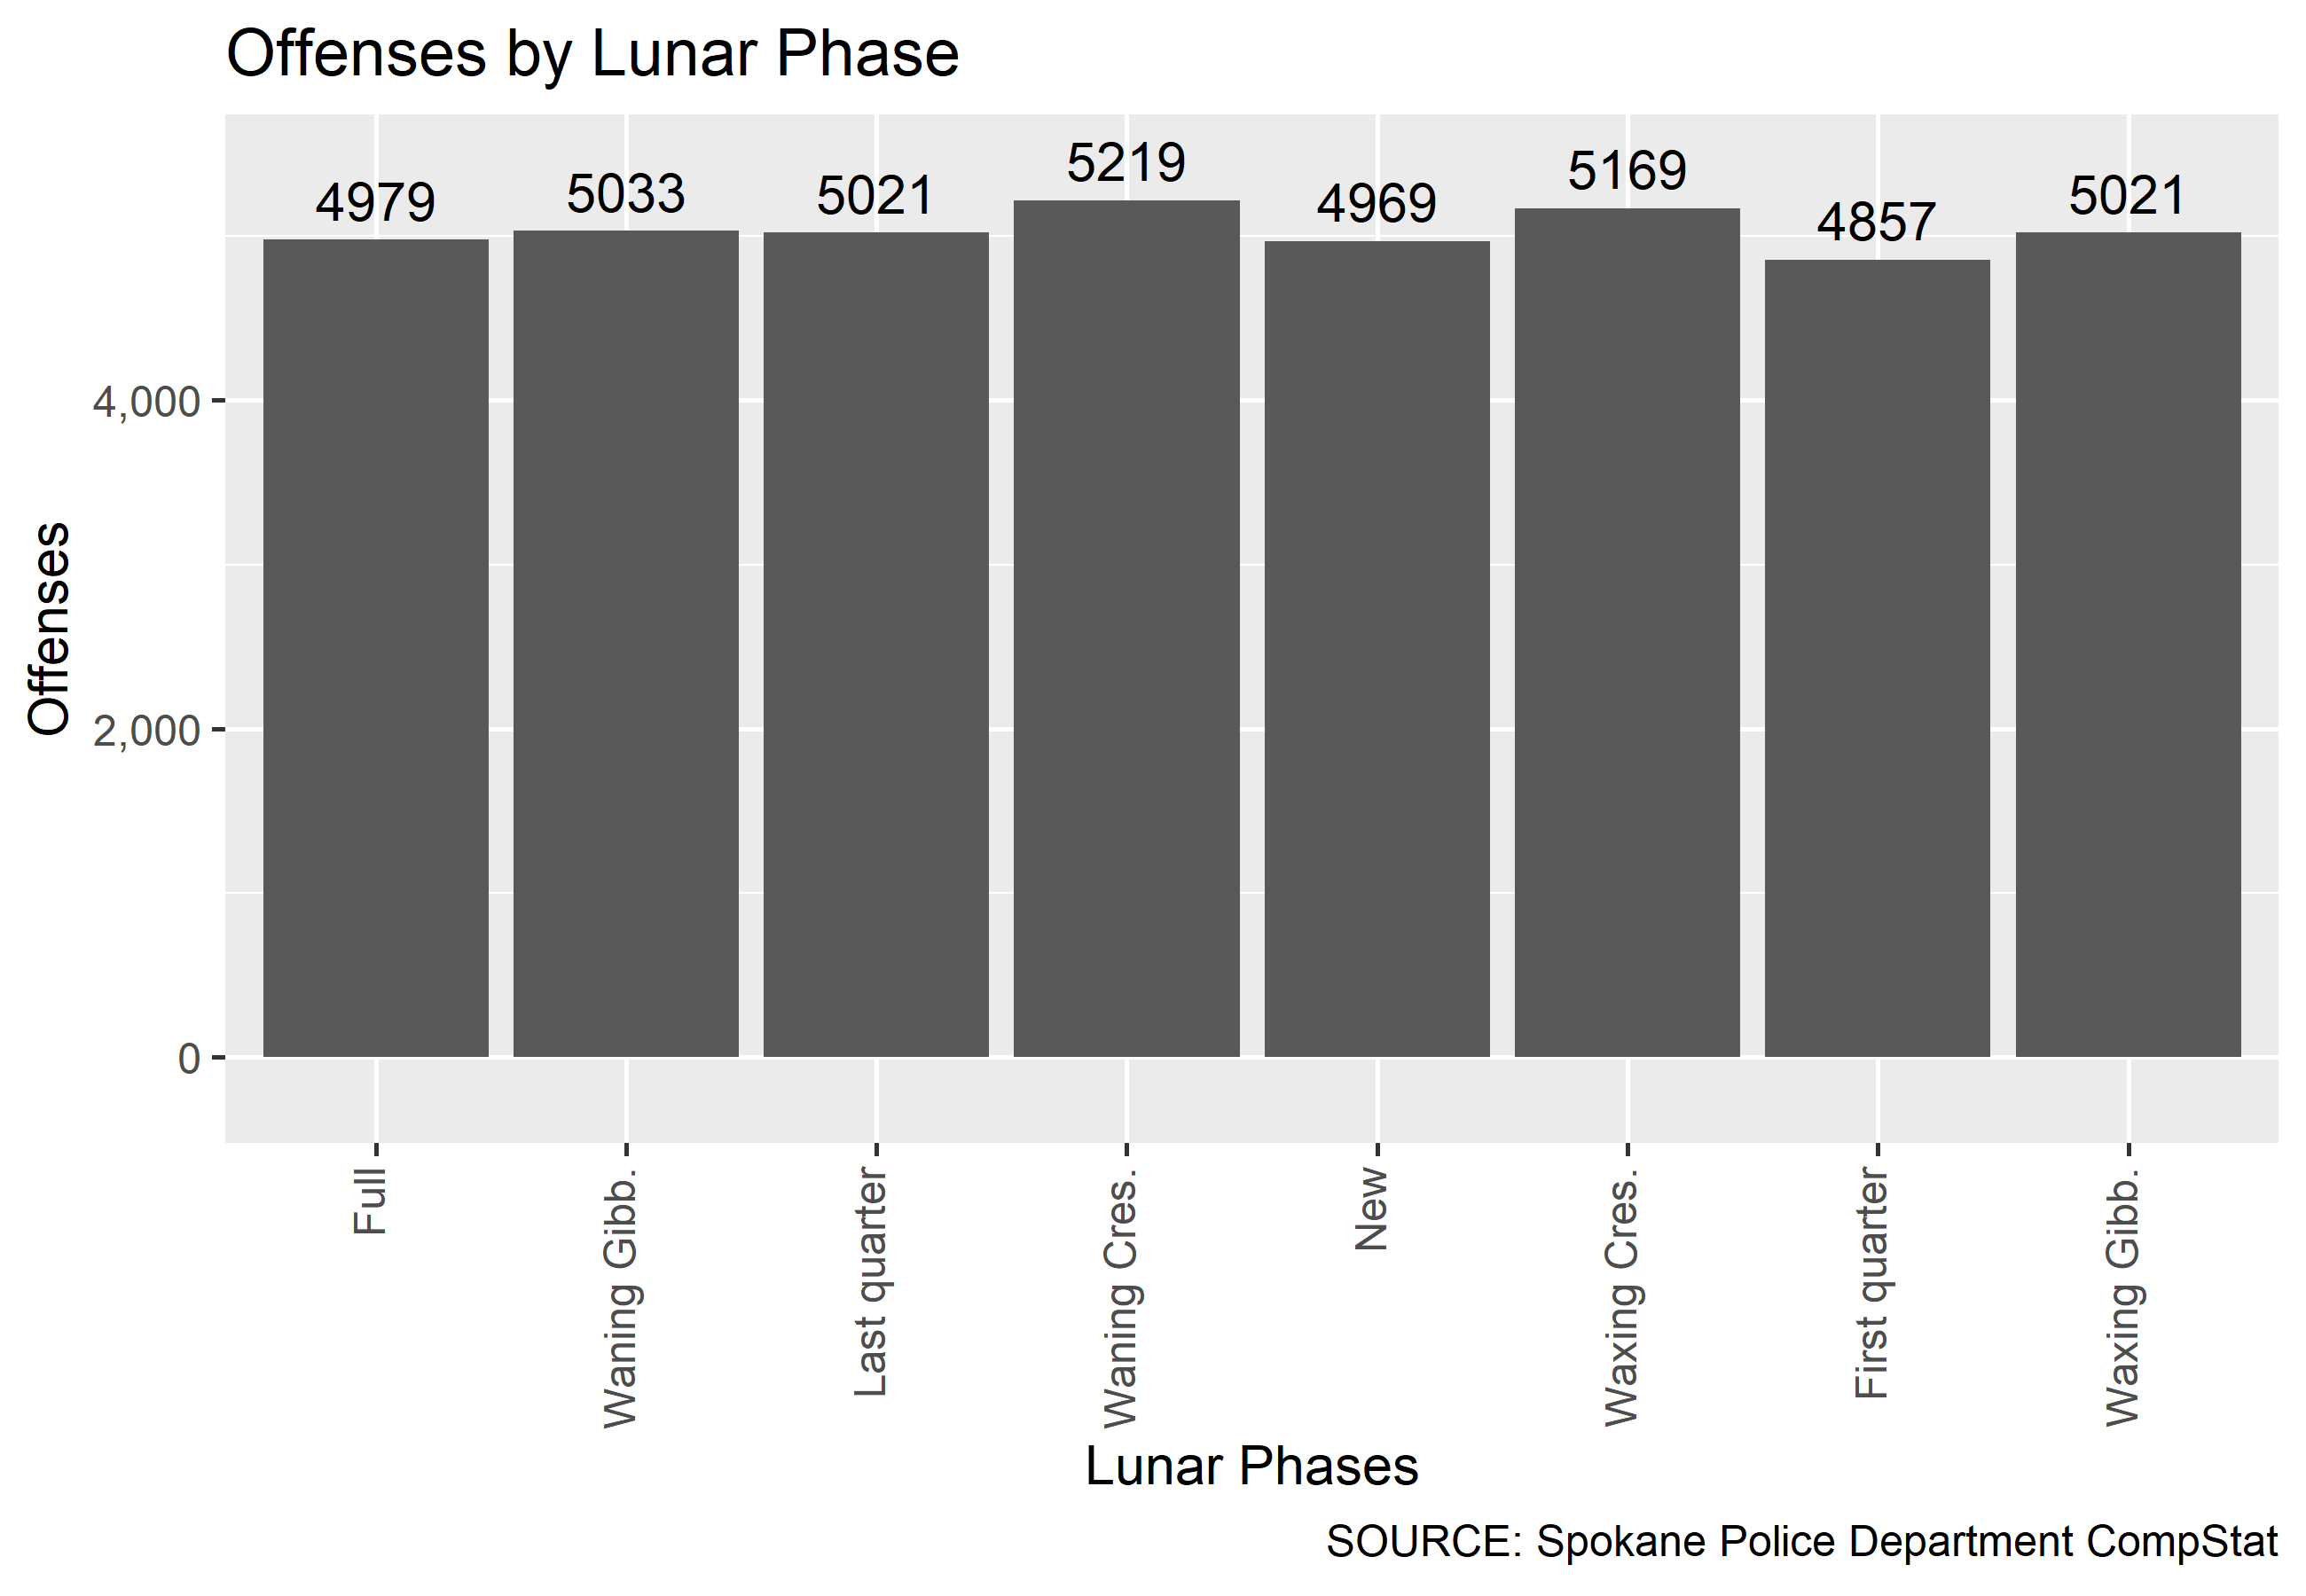 Offenses by Lunar Phase
4979
5033
5021
5219
4969
5169
4857
5021
Offenses
4,000
2,000
0
Full
Waning Gibb.
Last quarter
Waning Cres.
New
Waxing Cres.
First quarter
Waxing Gibb.
Lunar Phases
SOURCE: Spokane Police Department CompStat